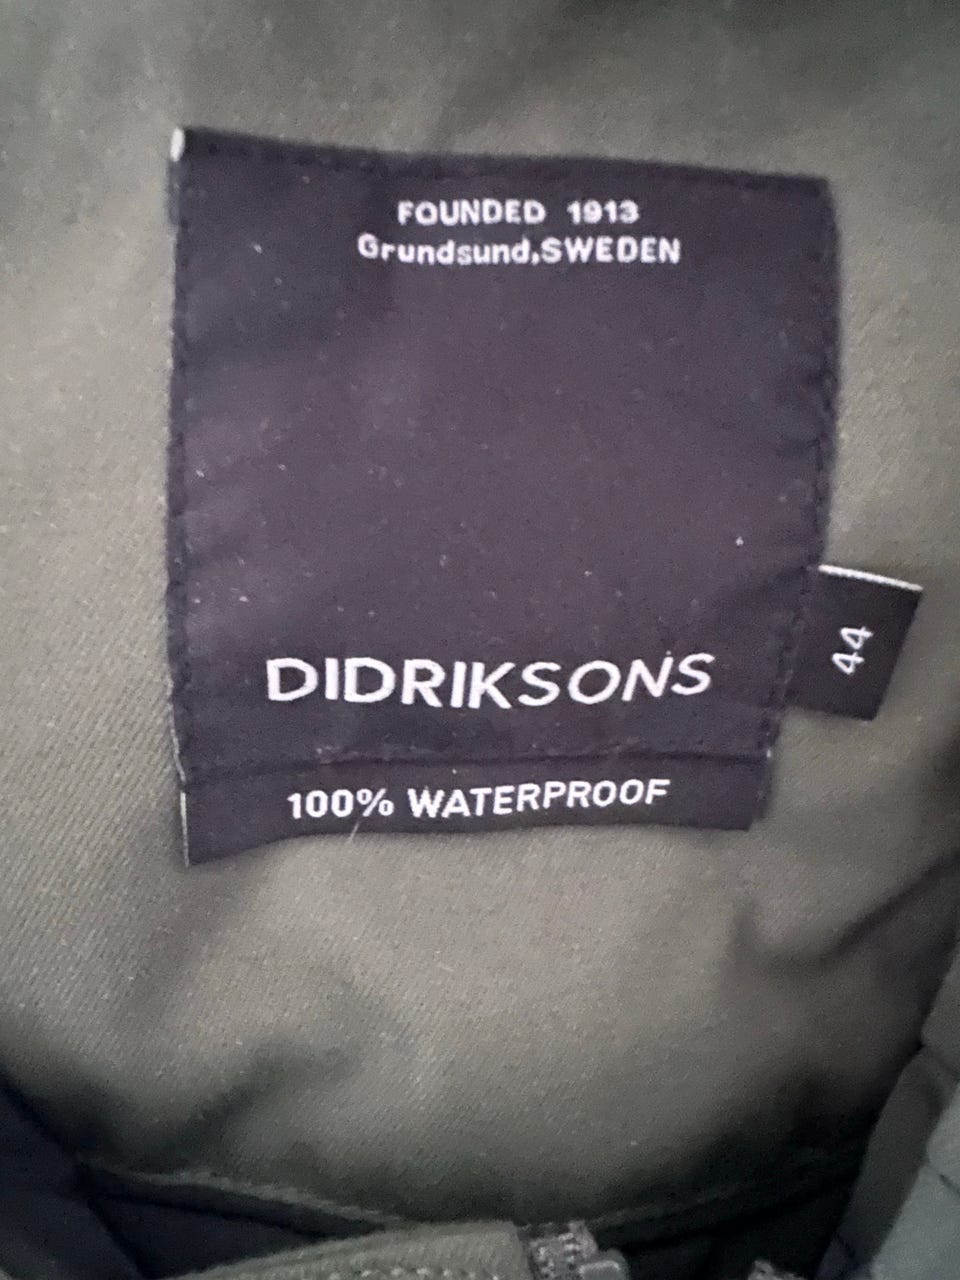 FOUNDED 1913
Grundsund,SWEDEN
DIDRIKSONS
44
100% WATERPROOF